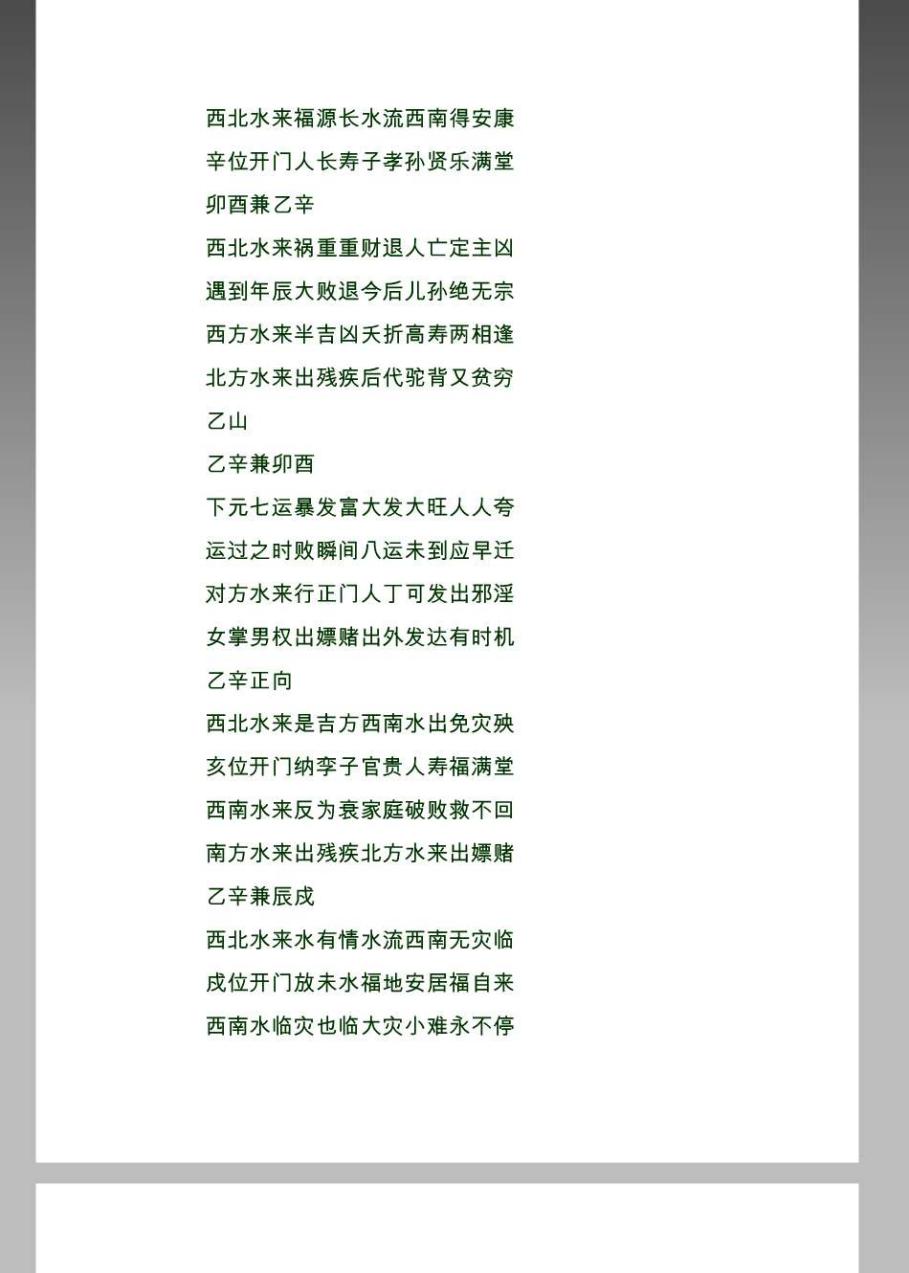 西北水来福源长水流西南得安康
辛位开门人长寿子孝孙贤乐满堂
卯酉兼乙辛
西北水来祸重重财退人亡定主凶
遇到年辰大败退今后儿孙绝无宗
西方水来半吉凶夭折高寿两相逢
北方水来出残疾后代驼背又贫穷
乙山
乙辛兼卯酉
下元七运暴发富大发大旺人人夸
运过之时败瞬间八运未到应早迁
对方水来行正门人丁可发出邪淫
女掌男权出嫖赌出外发达有时机
乙辛正向
西北水来是吉方西南水出免灾殃
亥位开门纳孪子官贵人寿福满堂
西南水来反为衰家庭破败救不回
南方水来出残疾北方水来出嫖赌
乙辛兼辰戍
西北水来水有情水流西南无灾临
戍位开门放未水福地安居福自来
西南水临灾也临大灾小难永不停